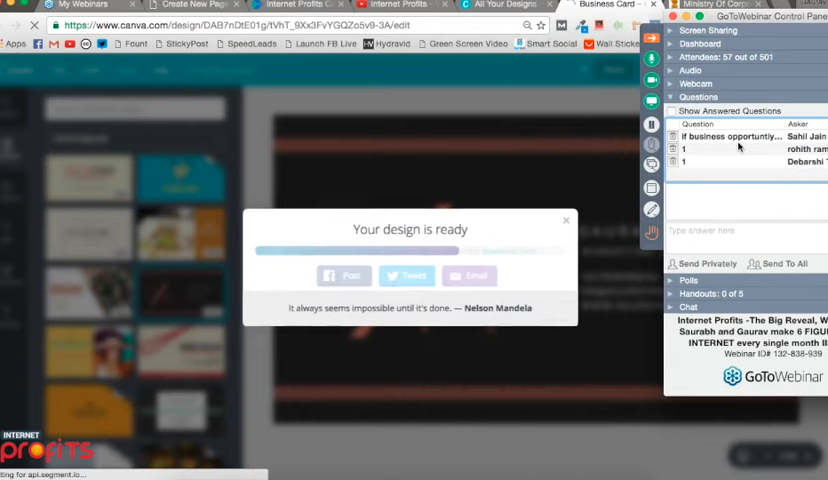 My Webinars
Create New Pag
Internet Profits C
Internet Profits -
All Your Designs
Business Card -
Ministry Of Corpo
https://www.canva.com/design/DAB7nDtE01g/tVhT_9Xx3FvYGQZo5v9-3A/edit
Apps
Fount
StickyPost
SpeedLeads
Launch FB Live
Hydravid
Green Screen Video
Smart Social
Wall Sticke
GoToWebinar Control Pane
Screen Sharing
Dashboard
Attendees: 57 out of 501
Audio
Webcam
Questions
Show Answered Questions
Question Asker
if business opportuntiy... Sahil Jain
1 rohith ram
1 Debarshi T
Type answer here
Send Privately Send To All
Polls
Handouts: 0 of 5
Chat
Internet Profits -The Big Reveal, W
Saurabh and Gaurav make 6 FIGUR
INTERNET every single month li
Webinar ID# 132-838-939
GoToWebinar
Your design is ready
Post
Tweet
Email
It always seems impossible until it's done. — Nelson Mandela
INTERNET
profits
ting for api.segment.io...